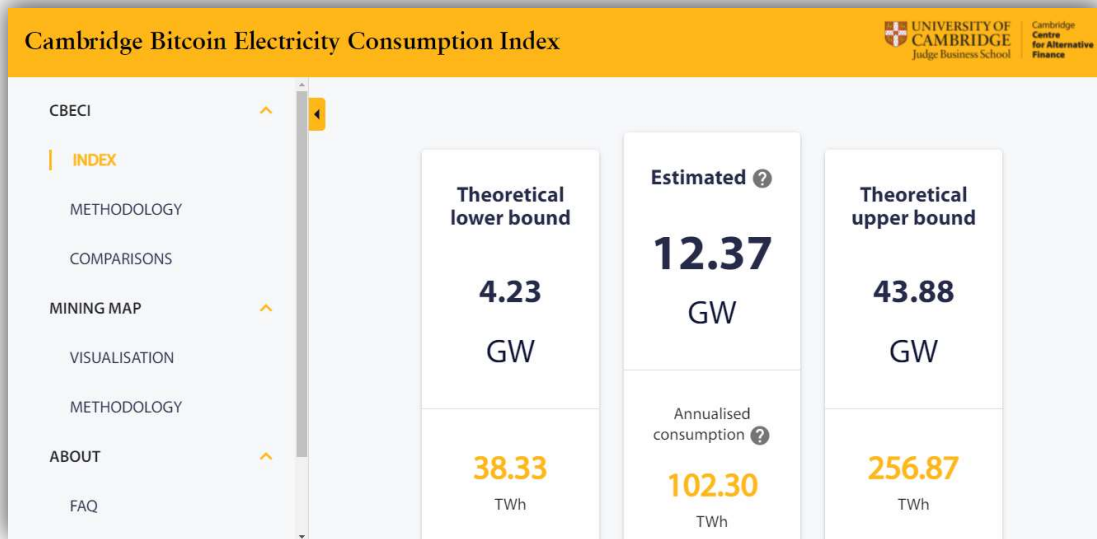 Cambridge Bitcoin Electricity Consumption Index
UNIVERSITY OF
CAMBRIDGE
Judge Business School
Cambridge
Centre
for Alternative
Finance
CBECI
INDEX
METHODOLOGY
COMPARISONS
MINING MAP
VISUALISATION
METHODOLOGY
ABOUT
FAQ
Theoretical
lower bound
4.23
GW
38.33
TWh
Estimated ?
12.37
GW
Annualised
consumption ?
102.30
TWh
Theoretical
upper bound
43.88
GW
256.87
TWh